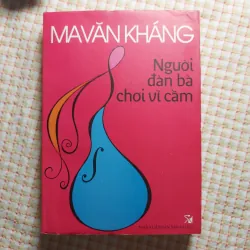 MA VĂN KHÁNG
Người
đàn bà
chơi vĩ cầm